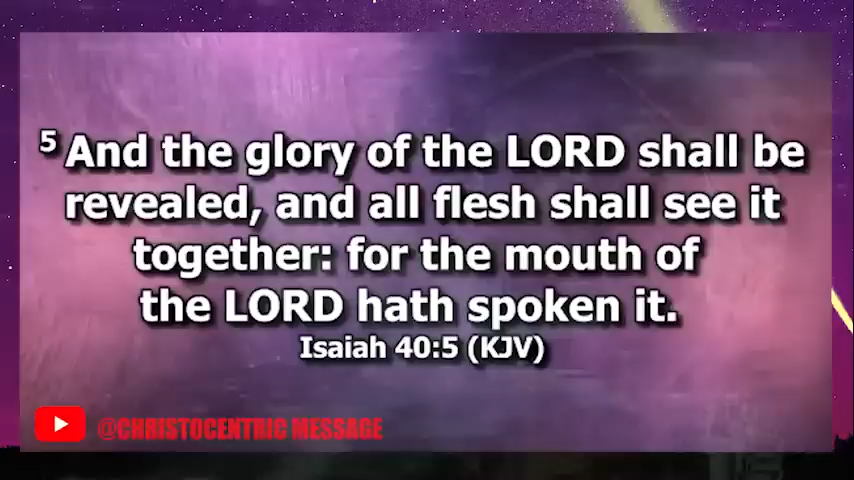 5 And the glory of the LORD shall be
revealed, and all flesh shall see it
together: for the mouth of
the LORD hath spoken it.
Isaiah 40:5 (KJV)
@CHRISTOCENTRIC MESSAGE